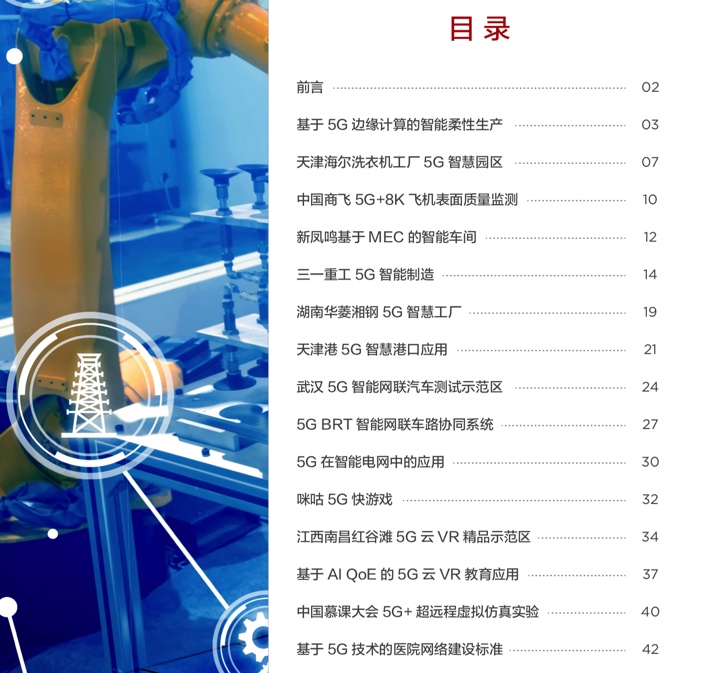 目录
前言 02
基于 5G 边缘计算的智能柔性生产 03
天津海尔洗衣机工厂 5G 智慧园区 07
中国商飞 5G+8K 飞机表面质量监测 10
新凤鸣基于 MEC 的智能车间 12
三一重工 5G 智能制造 14
湖南华菱湘钢 5G 智慧工厂 19
天津港 5G 智慧港口应用 21
武汉 5G 智能网联汽车测试示范区 24
5G BRT 智能网联车路协同系统 27
5G 在智能电网中的应用 30
咪咕 5G 快游戏 32
江西南昌红谷滩 5G 云 VR 精品示范区 34
基于 AI QoE 的 5G 云 VR 教育应用 37
中国慕课大会 5G+ 超远程虚拟仿真实验 40
基于 5G 技术的医院网络建设标准 42